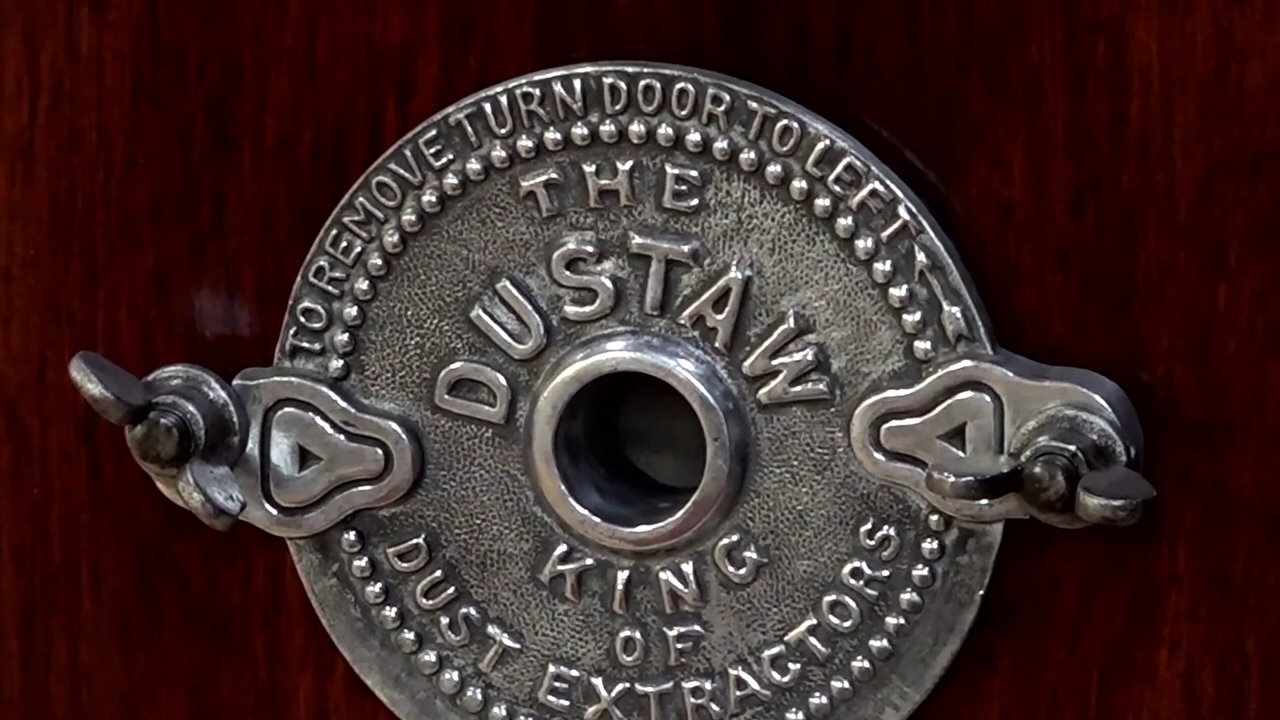 TO REMOVE TURN DOOR TO LEFT
THE
DUSTAW
KING
OF
DUST EXTRACTORS